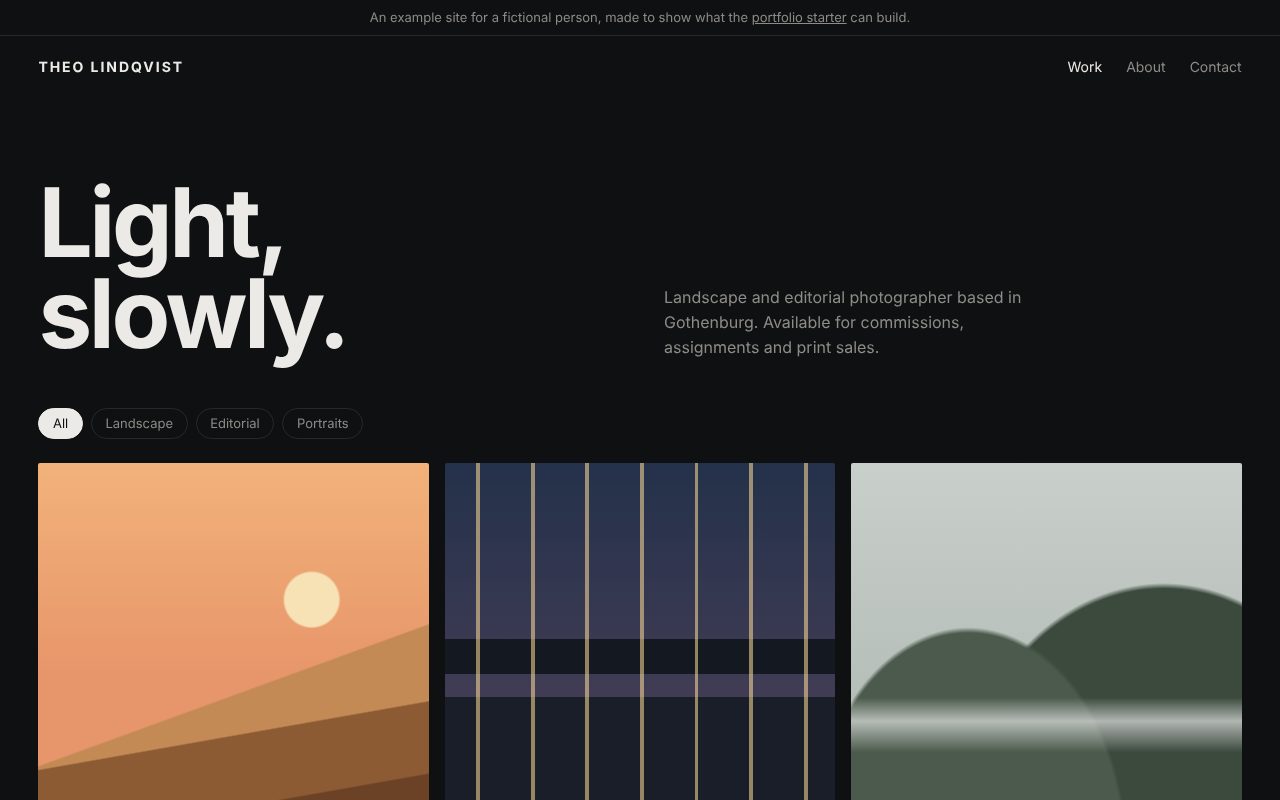 An example site for a fictional person, made to show what the portfolio starter can build.
THEO LINDQVIST
Work
About
Contact
Light,
slowly.
Landscape and editorial photographer based in
Gothenburg. Available for commissions,
assignments and print sales.
All
Landscape
Editorial
Portraits